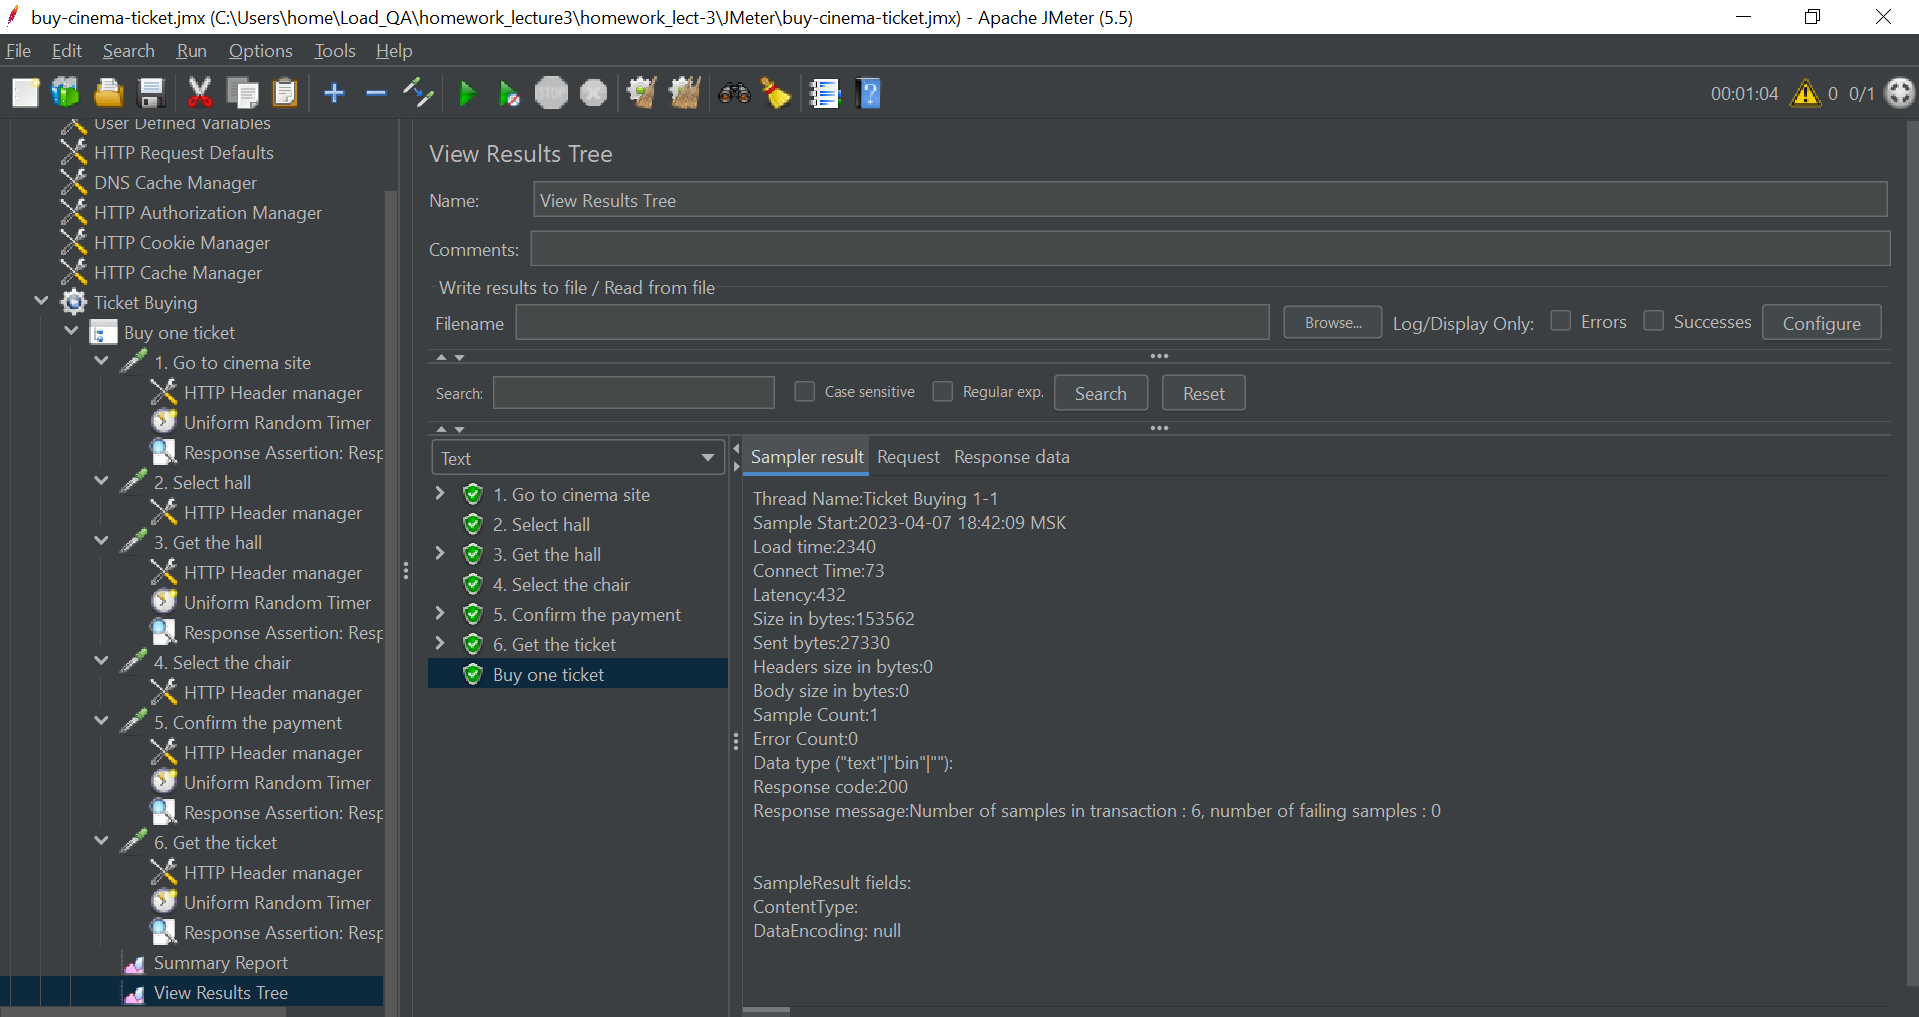 buy-cinema-ticket.jmx (C:\Users\home\Load_QA\homework_lecture3\homework_lect-3\JMeter\buy-cinema-ticket.jmx) - Apache JMeter (5.5)
File Edit Search Run Options Tools Help
STOP
00:01:04 0 0/1
User Defined Variables
HTTP Request Defaults
DNS Cache Manager
HTTP Authorization Manager
HTTP Cookie Manager
HTTP Cache Manager
Ticket Buying
Buy one ticket
1. Go to cinema site
HTTP Header manager
Uniform Random Timer
Response Assertion: Resp
2. Select hall
HTTP Header manager
3. Get the hall
HTTP Header manager
Uniform Random Timer
Response Assertion: Resp
4. Select the chair
HTTP Header manager
5. Confirm the payment
HTTP Header manager
Uniform Random Timer
Response Assertion: Resp
6. Get the ticket
HTTP Header manager
Uniform Random Timer
Response Assertion: Resp
Summary Report
View Results Tree
View Results Tree
Name: View Results Tree
Comments:
Write results to file / Read from file
Filename Browse... Log/Display Only: Errors Successes Configure
Search: Case sensitive Regular exp. Search Reset
Text
1. Go to cinema site
2. Select hall
3. Get the hall
4. Select the chair
5. Confirm the payment
6. Get the ticket
Buy one ticket
Sampler result Request Response data
Thread Name:Ticket Buying 1-1
Sample Start:2023-04-07 18:42:09 MSK
Load time:2340
Connect Time:73
Latency:432
Size in bytes:153562
Sent bytes:27330
Headers size in bytes:0
Body size in bytes:0
Sample Count:1
Error Count:0
Data type ("text"|"bin"|""):
Response code:200
Response message:Number of samples in transaction : 6, number of failing samples : 0
SampleResult fields:
ContentType:
DataEncoding: null